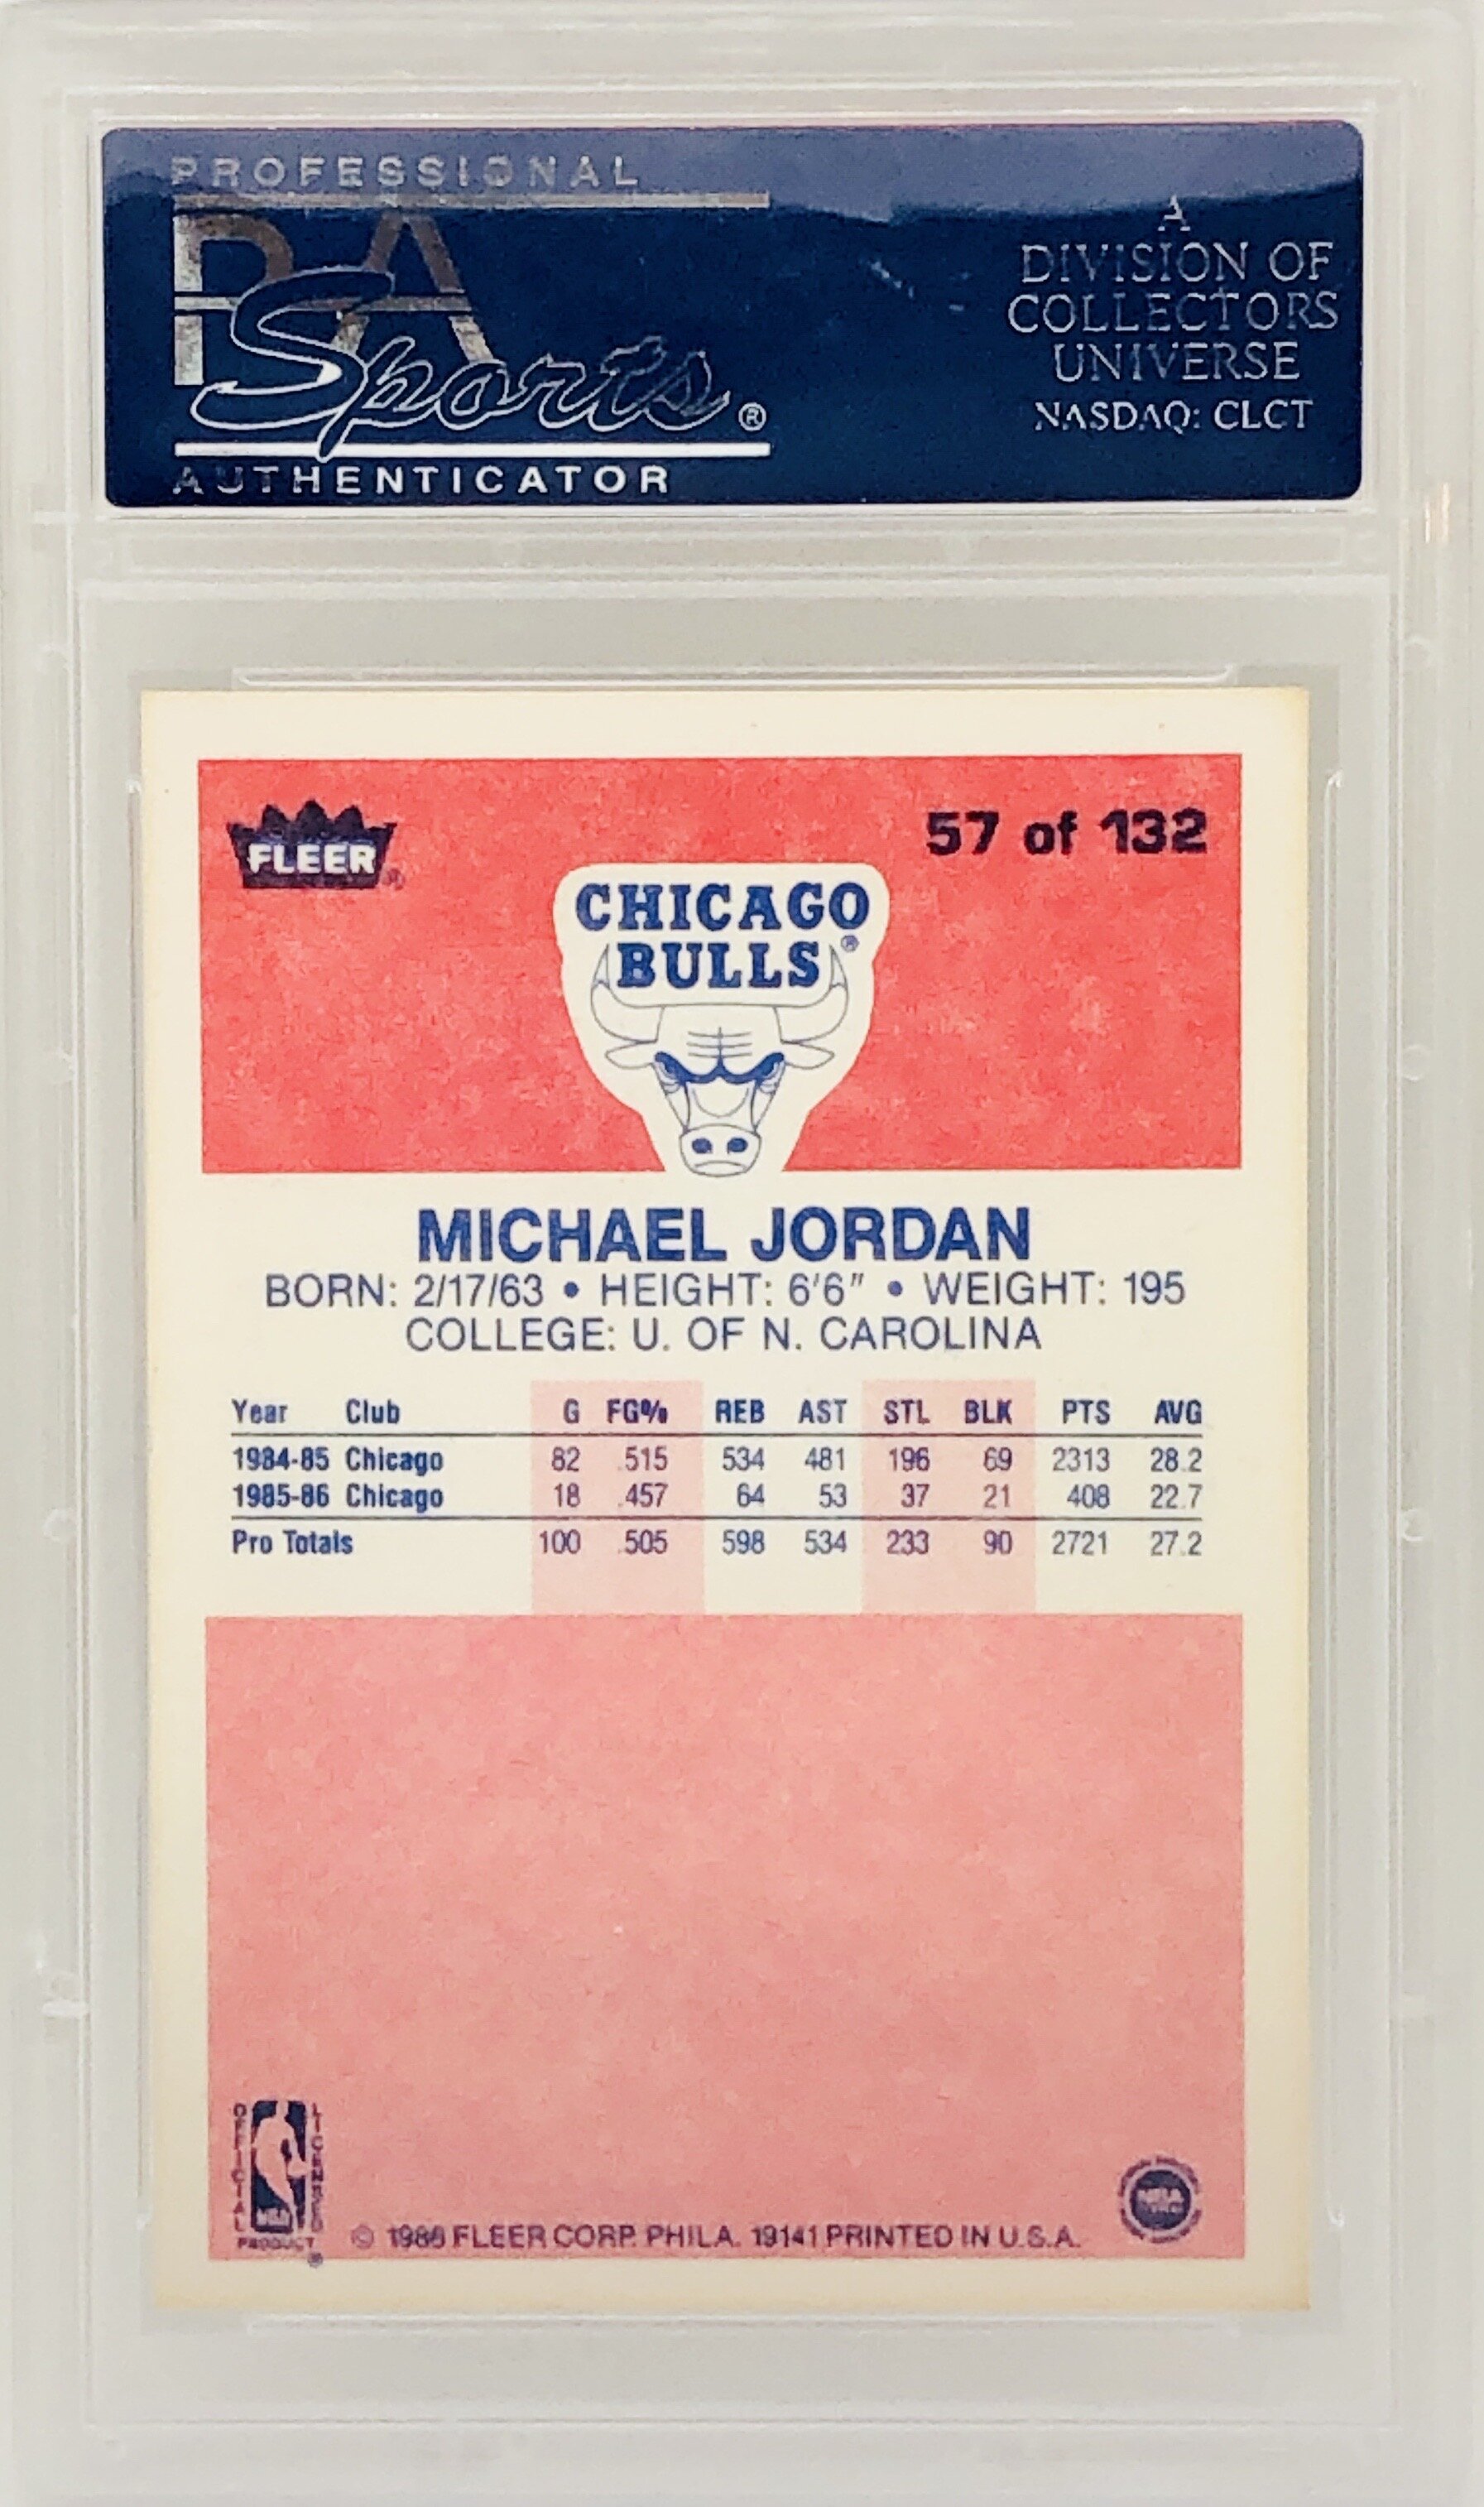 PROFESSIONAL
PSA
Sports®
AUTHENTICATOR
A
DIVISION OF
COLLECTORS
UNIVERSE
NASDAQ: CLCT
FLEER®
57 of 132
CHICAGO
BULLS®
MICHAEL JORDAN
BORN: 2/17/63 • HEIGHT: 6'6" • WEIGHT: 195
COLLEGE: U. OF N. CAROLINA
Year Club G FG% REB AST STL BLK PTS AVG
1984-85 Chicago 82 .515 534 481 196 69 2313 28.2
1985-86 Chicago 18 .457 64 53 37 21 408 22.7
Pro Totals 100 .505 598 534 233 90 2721 27.2
OFFICIAL
NBA
LICENSED
PRODUCT®
© 1986 FLEER CORP. PHILA. 19141 PRINTED IN U.S.A.